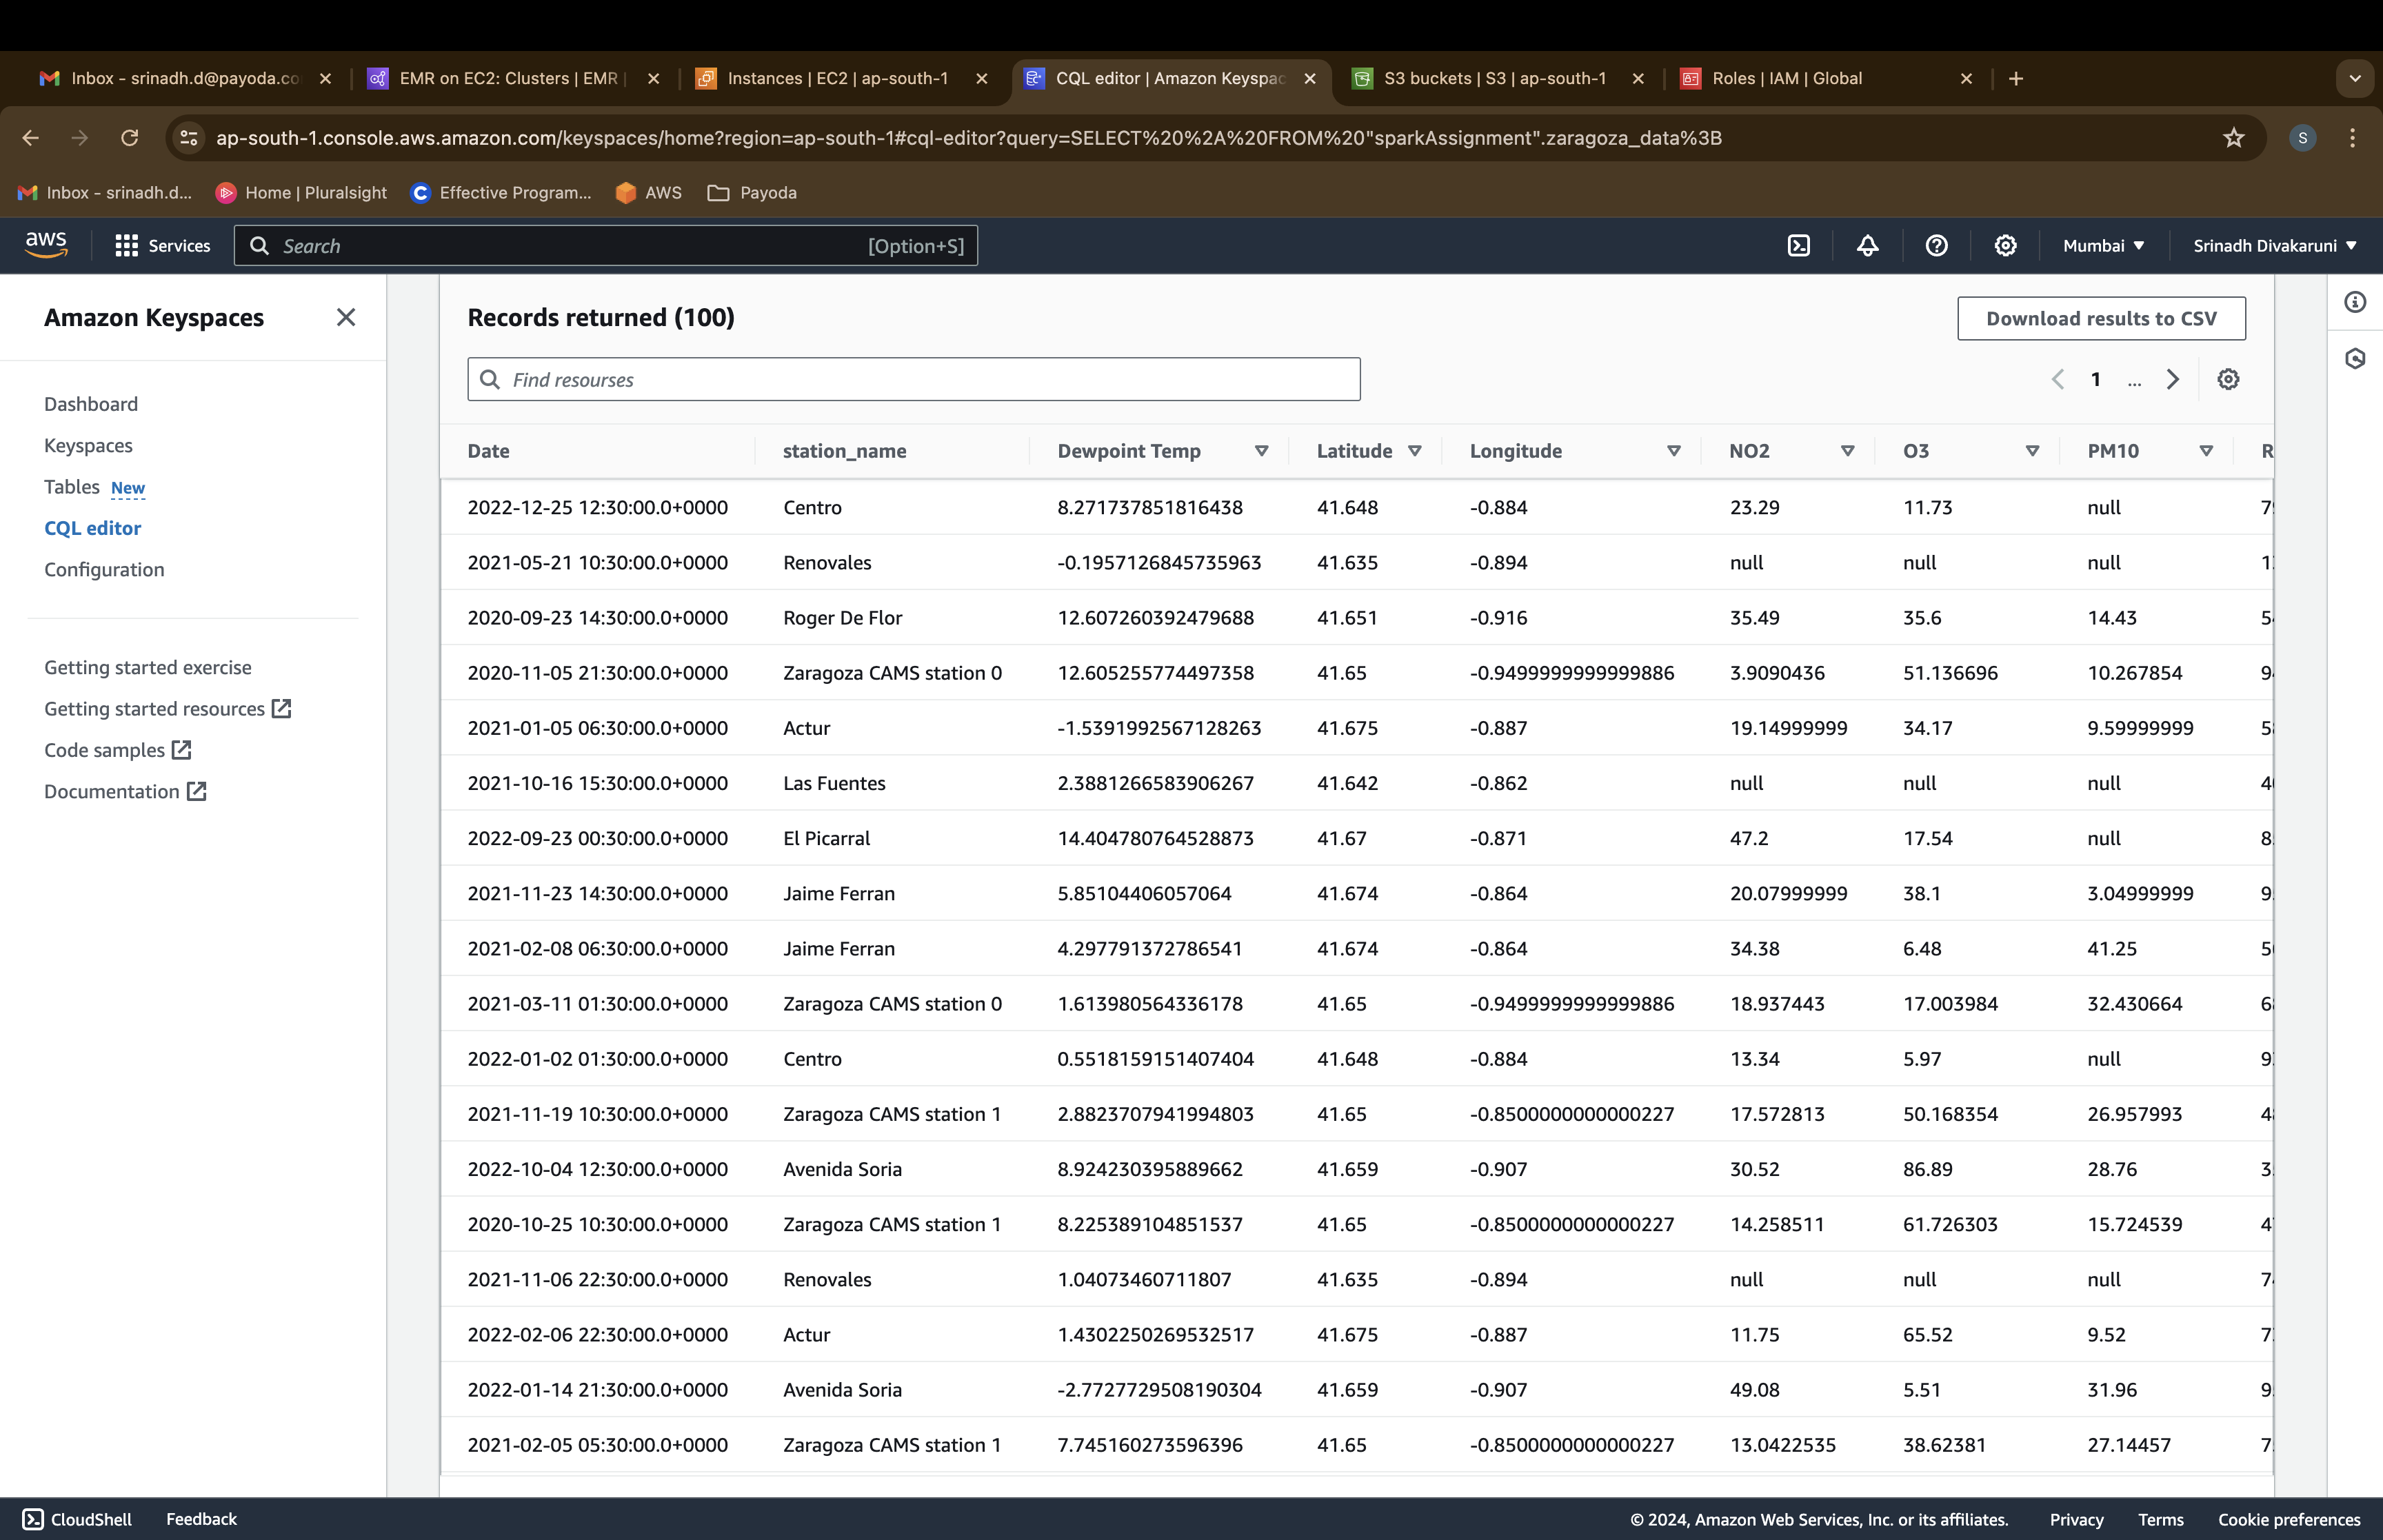 Inbox - srinadh.d@payoda.co
EMR on EC2: Clusters | EMR |
Instances | EC2 | ap-south-1
CQL editor | Amazon Keyspac
S3 buckets | S3 | ap-south-1
Roles | IAM | Global
ap-south-1.console.aws.amazon.com/keyspaces/home?region=ap-south-1#cql-editor?query=SELECT%20%2A%20FROM%20"sparkAssignment".zaragoza_data%3B
S
Inbox - srinadh.d...
Home | Pluralsight
Effective Program...
AWS
Payoda
aws
Services
Search
[Option+S]
Mumbai
Srinadh Divakaruni
Amazon Keyspaces
Dashboard
Keyspaces
Tables New
CQL editor
Configuration
Getting started exercise
Getting started resources
Code samples
Documentation
Records returned (100)
Download results to CSV
Find resourses
1 ...
Date station_name Dewpoint Temp Latitude Longitude NO2 O3 PM10
2022-12-25 12:30:00.0+0000 Centro 8.271737851816438 41.648 -0.884 23.29 11.73 null
2021-05-21 10:30:00.0+0000 Renovales -0.1957126845735963 41.635 -0.894 null null null
2020-09-23 14:30:00.0+0000 Roger De Flor 12.607260392479688 41.651 -0.916 35.49 35.6 14.43
2020-11-05 21:30:00.0+0000 Zaragoza CAMS station 0 12.605255774497358 41.65 -0.9499999999999886 3.9090436 51.136696 10.267854
2021-01-05 06:30:00.0+0000 Actur -1.5391992567128263 41.675 -0.887 19.14999999 34.17 9.59999999
2021-10-16 15:30:00.0+0000 Las Fuentes 2.3881266583906267 41.642 -0.862 null null null
2022-09-23 00:30:00.0+0000 El Picarral 14.404780764528873 41.67 -0.871 47.2 17.54 null
2021-11-23 14:30:00.0+0000 Jaime Ferran 5.85104406057064 41.674 -0.864 20.07999999 38.1 3.04999999
2021-02-08 06:30:00.0+0000 Jaime Ferran 4.297791372786541 41.674 -0.864 34.38 6.48 41.25
2021-03-11 01:30:00.0+0000 Zaragoza CAMS station 0 1.613980564336178 41.65 -0.9499999999999886 18.937443 17.003984 32.430664
2022-01-02 01:30:00.0+0000 Centro 0.5518159151407404 41.648 -0.884 13.34 5.97 null
2021-11-19 10:30:00.0+0000 Zaragoza CAMS station 1 2.8823707941994803 41.65 -0.8500000000000227 17.572813 50.168354 26.957993
2022-10-04 12:30:00.0+0000 Avenida Soria 8.924230395889662 41.659 -0.907 30.52 86.89 28.76
2020-10-25 10:30:00.0+0000 Zaragoza CAMS station 1 8.225389104851537 41.65 -0.8500000000000227 14.258511 61.726303 15.724539
2021-11-06 22:30:00.0+0000 Renovales 1.04073460711807 41.635 -0.894 null null null
2022-02-06 22:30:00.0+0000 Actur 1.4302250269532517 41.675 -0.887 11.75 65.52 9.52
2022-01-14 21:30:00.0+0000 Avenida Soria -2.7727729508190304 41.659 -0.907 49.08 5.51 31.96
2021-02-05 05:30:00.0+0000 Zaragoza CAMS station 1 7.745160273596396 41.65 -0.8500000000000227 13.0422535 38.62381 27.14457
CloudShell
Feedback
© 2024, Amazon Web Services, Inc. or its affiliates.
Privacy
Terms
Cookie preferences